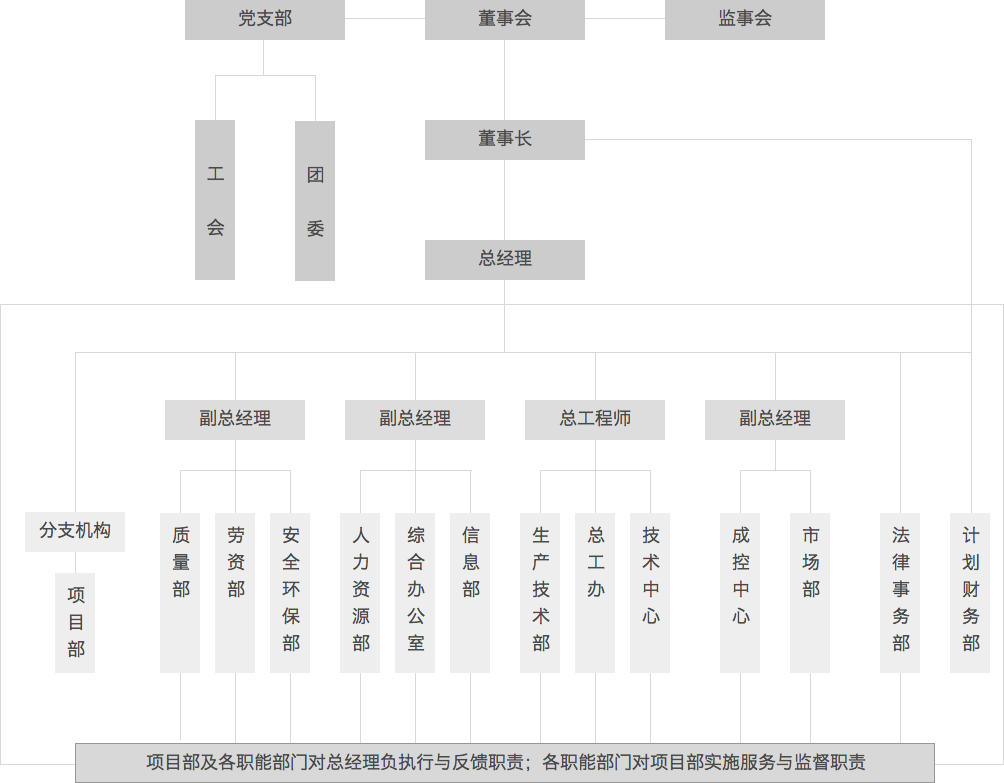 党支部
董事会
监事会
工会
团委
董事长
总经理
副总经理
副总经理
总工程师
副总经理
分支机构
项目部
质量部
劳资部
安全环保部
人力资源部
综合办公室
信息部
生产技术部
总工办
技术中心
成控中心
市场部
法律事务部
计划财务部
项目部及各职能部门对总经理负执行与反馈职责；各职能部门对项目部实施服务与监督职责